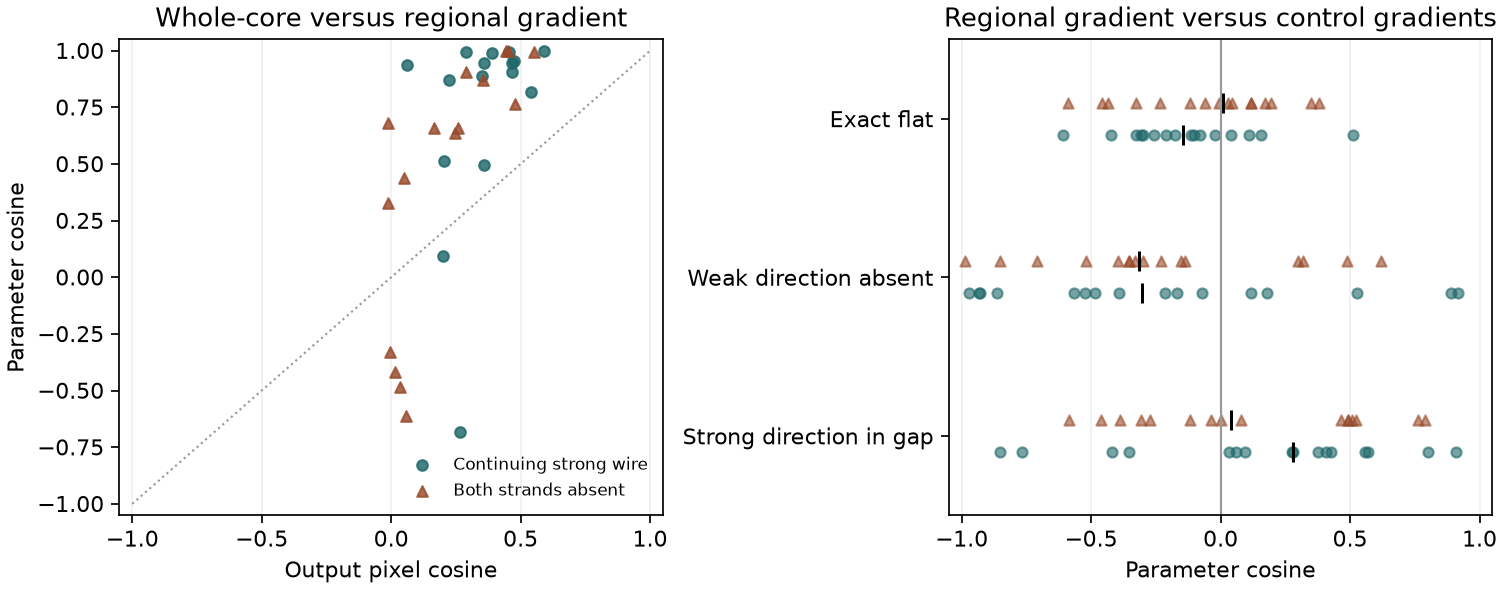 Whole-core versus regional gradient
1.00
0.75
0.50
0.25
0.00
−0.25
−0.50
−0.75
−1.00
Parameter cosine
Continuing strong wire
Both strands absent
−1.0
−0.5
0.0
0.5
1.0
Output pixel cosine
Regional gradient versus control gradients
Exact flat
Weak direction absent
Strong direction in gap
−1.0
−0.5
0.0
0.5
1.0
Parameter cosine